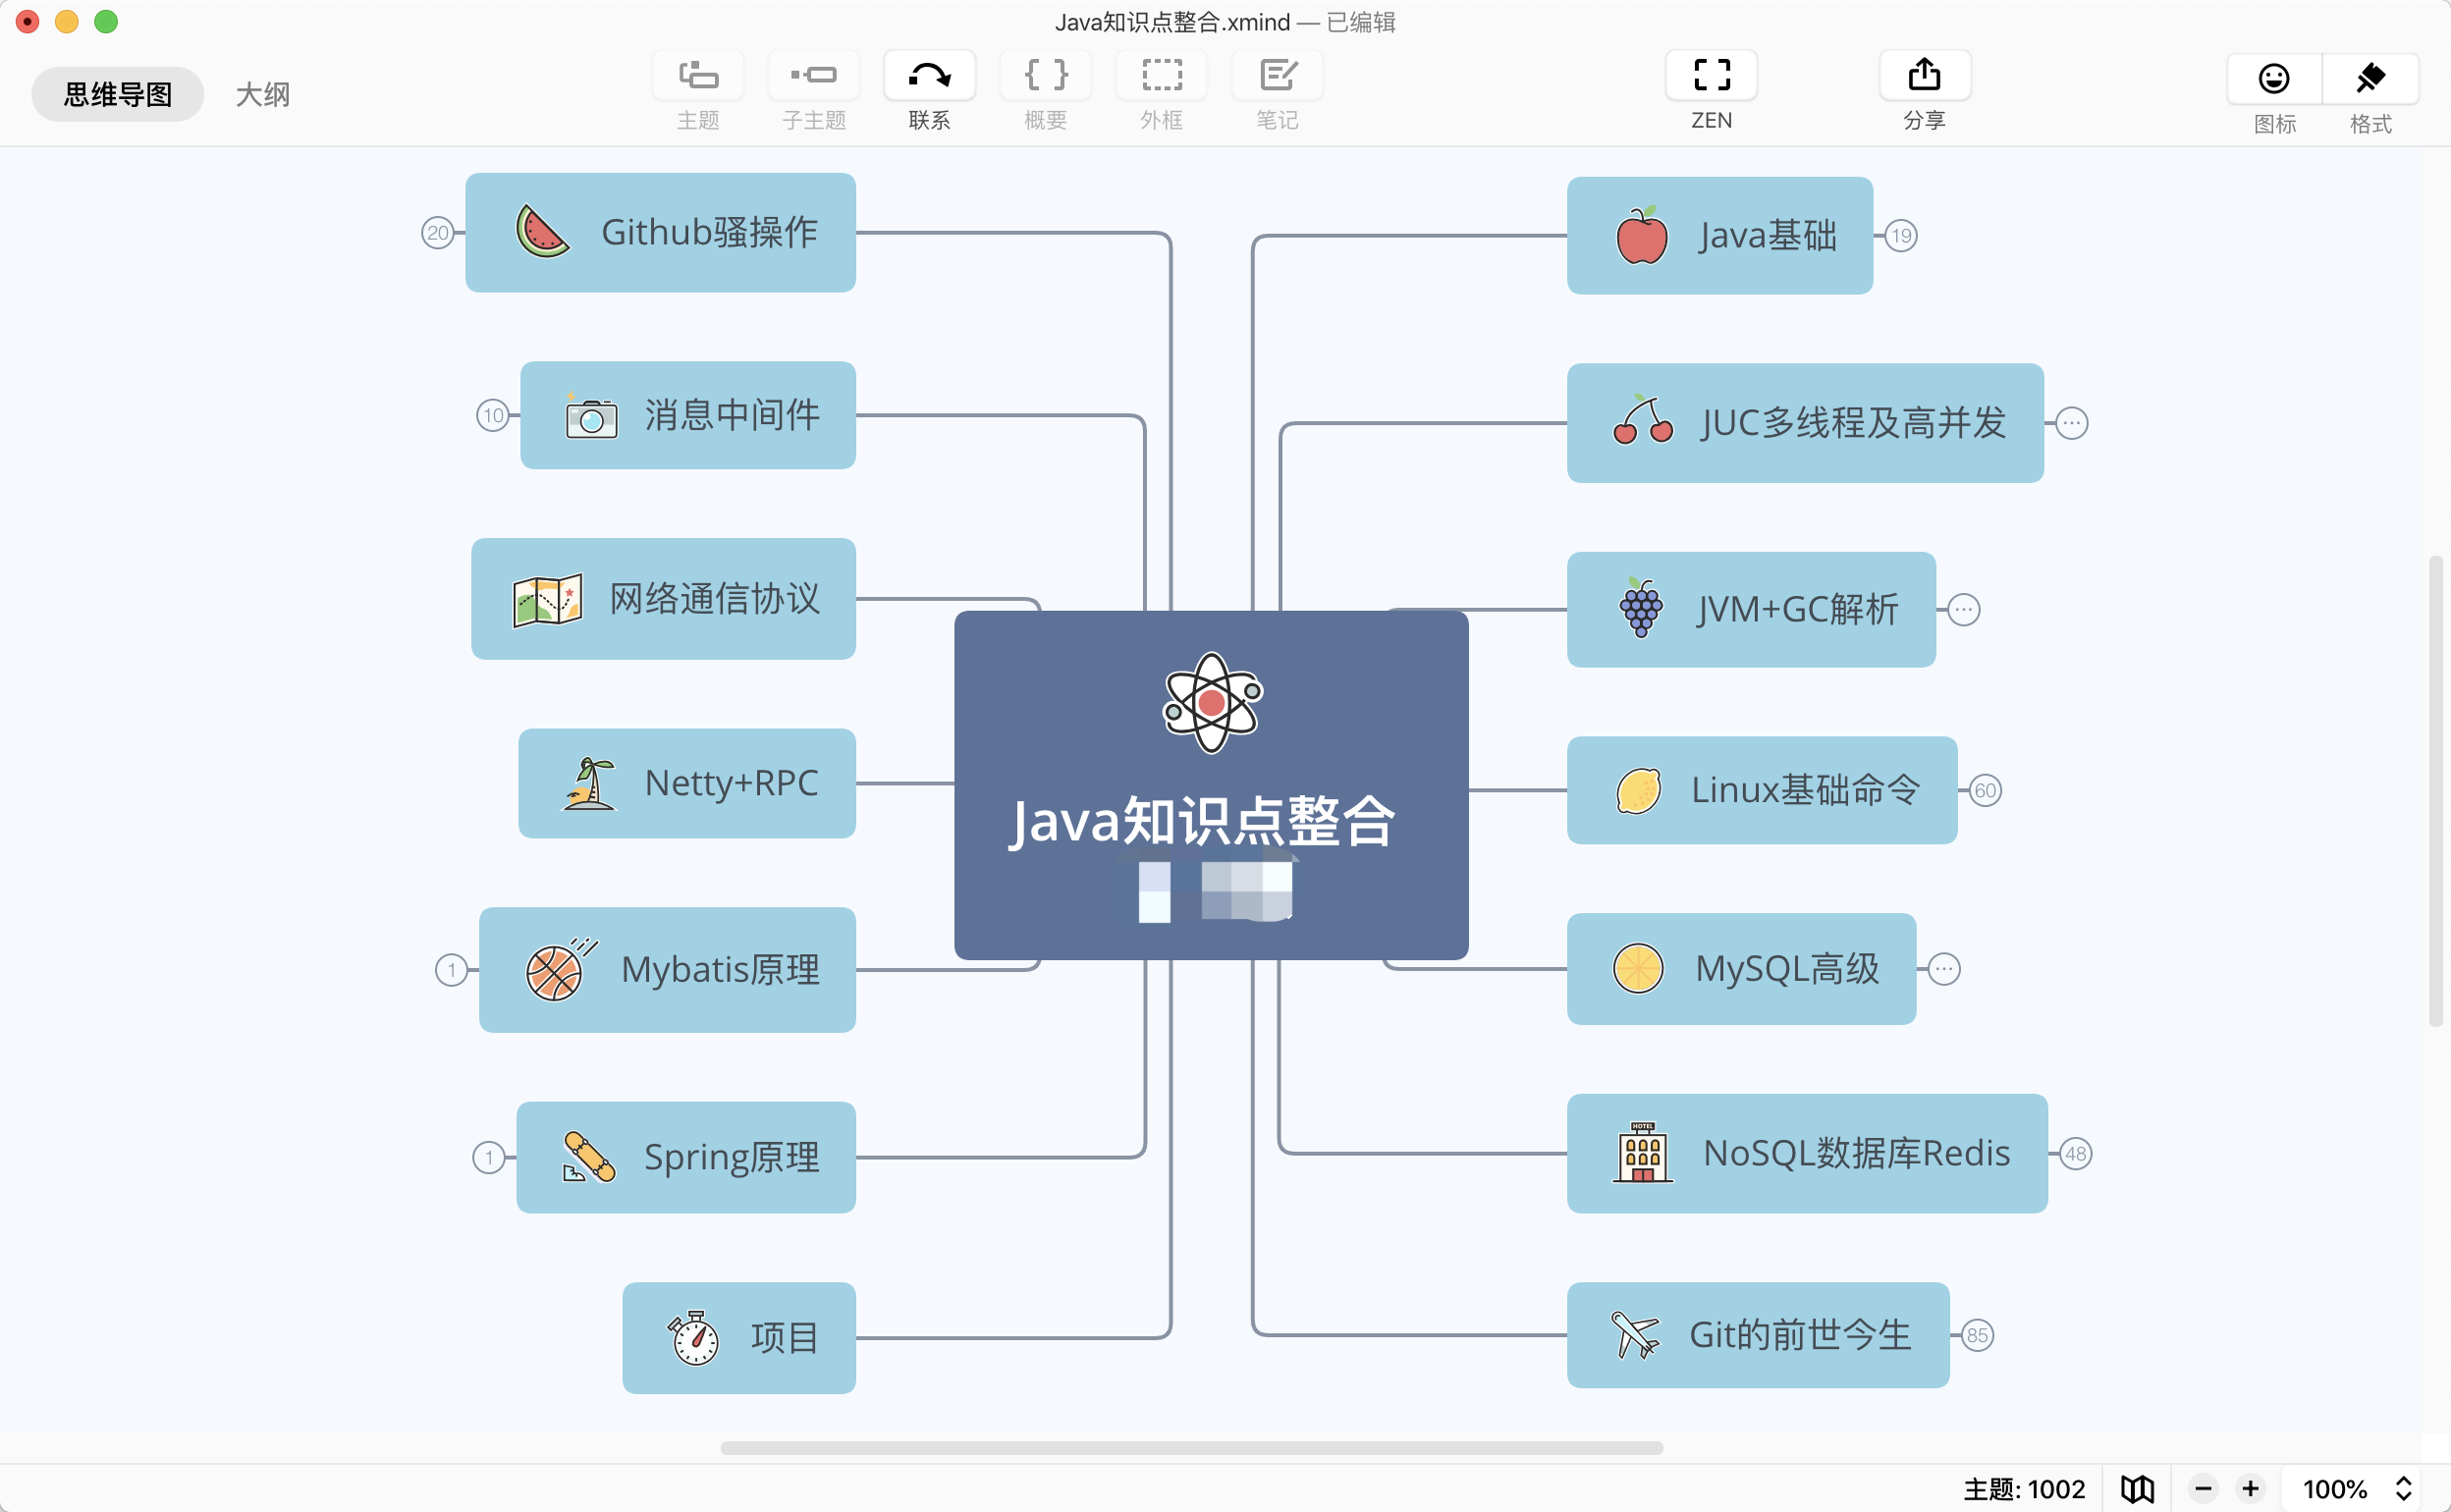 Java知识点整合.xmind — 已编辑
思维导图
大纲
主题
子主题
联系
概要
外框
笔记
ZEN
分享
图标
格式
20
Github骚操作
10
消息中间件
网络通信协议
Netty+RPC
1
Mybatis原理
1
Spring原理
项目
Java知识点整合
Java基础
19
JUC多线程及高并发
...
JVM+GC解析
...
Linux基础命令
60
MySQL高级
...
HOTEL
NoSQL数据库Redis
48
Git的前世今生
85
主题: 1002
100%